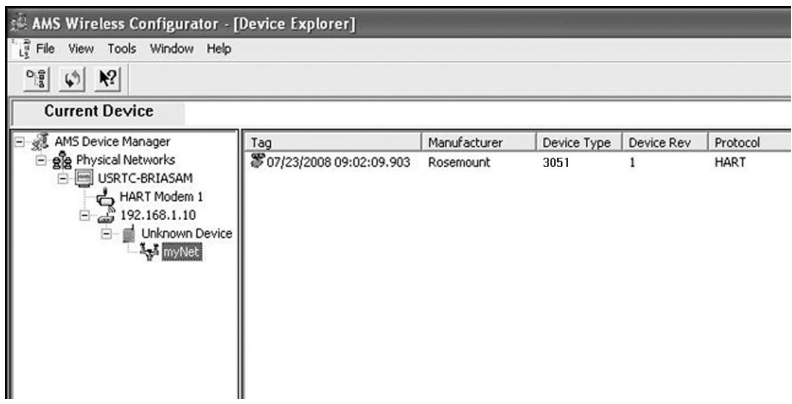 AMS Wireless Configurator - [Device Explorer]
File View Tools Window Help
Current Device
AMS Device Manager
Physical Networks
USRTC-BRIASAM
HART Modem 1
192.168.1.10
Unknown Device
myNet
Tag Manufacturer Device Type Device Rev Protocol
07/23/2008 09:02:09.903 Rosemount 3051 1 HART